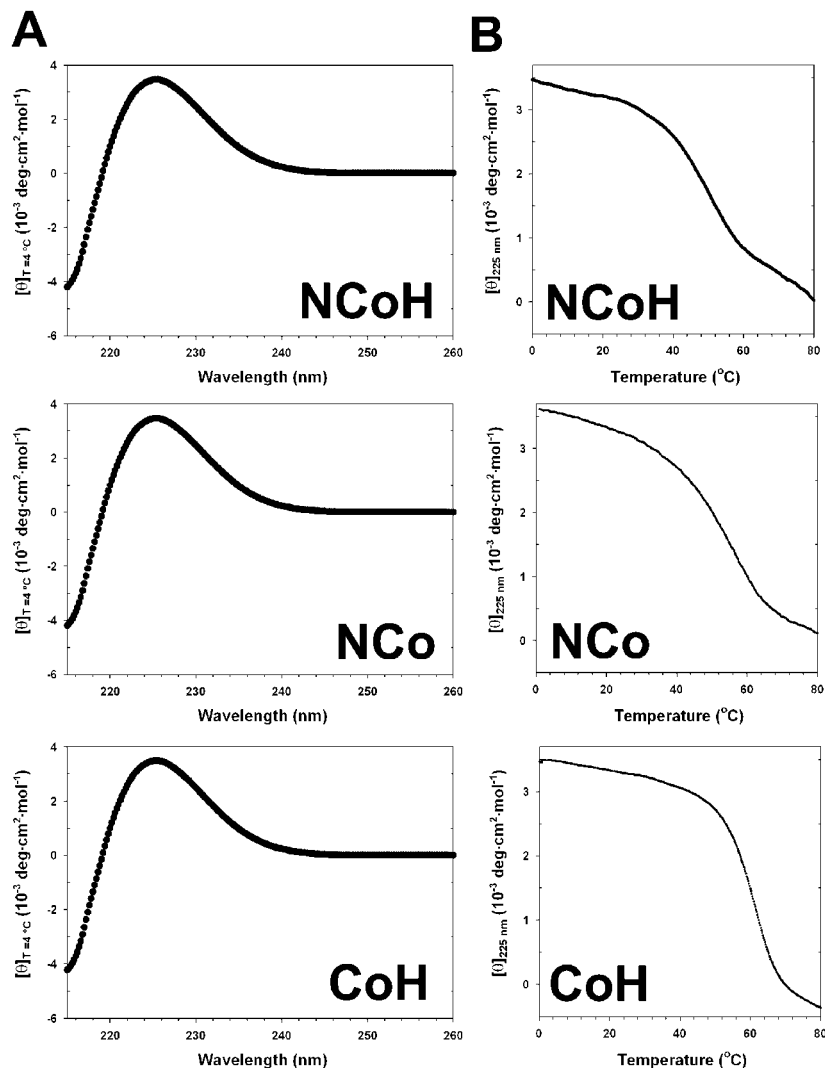 A
B
4
2
0
-2
-4
-6
[θ]T =4 °C (10⁻³ deg·cm²·mol⁻¹)
220 230 240 250 260
Wavelength (nm)
NCoH
3
2
1
0
[θ]225 nm (10⁻³ deg·cm²·mol⁻¹)
0 20 40 60 80
Temperature (°C)
NCoH
4
2
0
-2
-4
-6
[θ]T =4 °C (10⁻³ deg·cm²·mol⁻¹)
220 230 240 250 260
Wavelength (nm)
NCo
3
2
1
0
[θ]225 nm (10⁻³ deg·cm²·mol⁻¹)
0 20 40 60 80
Temperature (°C)
NCo
4
2
0
-2
-4
-6
[θ]T =4 °C (10⁻³ deg·cm²·mol⁻¹)
220 230 240 250 260
Wavelength (nm)
CoH
3
2
1
0
[θ]225 nm (10⁻³ deg·cm²·mol⁻¹)
0 20 40 60 80
Temperature (°C)
CoH